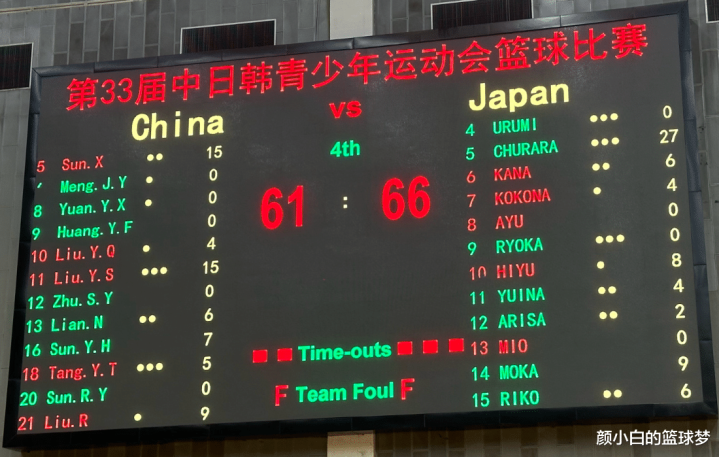 第33届中日韩青少年运动会篮球比赛
China vs Japan
4th
61 : 66
5 Sun.X •• 15
Meng.J.Y • 0
8 Yuan.Y.X • 0
9 Huang.Y.F 0
10 Liu.Y.Q • 4
11 Liu.Y.S ••• 15
12 Zhu.S.Y 0
13 Lian.N •• 6
16 Sun.Y.H 7
18 Tang.Y.T ••• 5
20 Sun.R.Y 0
21 Liu.R • 9
Time-outs
F Team Foul F
4 URUMI ••• 0
5 CHURARA ••• 27
6 KANA •• 6
7 KOKONA • 4
8 AYU 0
9 RYOKA ••• 0
10 HIYU • 8
11 YUINA •• 4
12 ARISA •• 2
13 MIO 0
14 MOKA 9
15 RIKO •• 6
颜小白的篮球梦